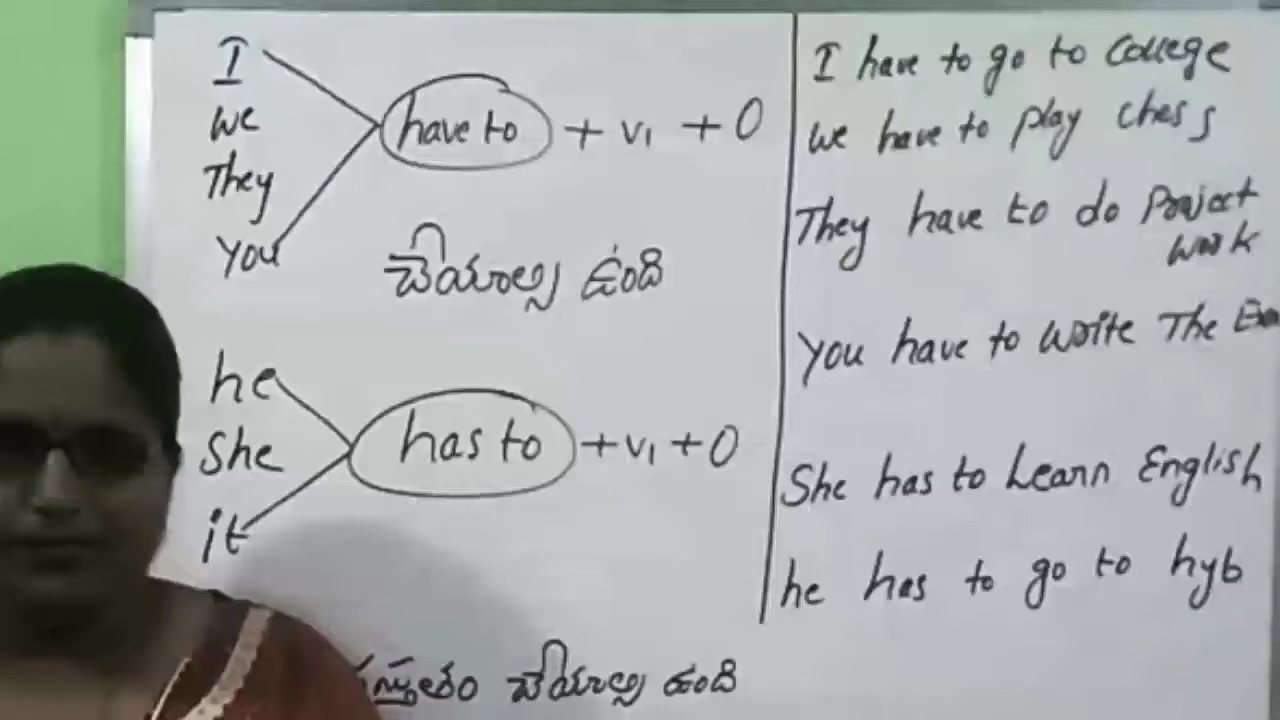 I
We
They
You
have to + V1 + O
చేయాల్సి ఉంది
he
She
it
has to + V1 + O
చేయాల్సి ఉంది
I have to go to College
We have to play chess
They have to do Project
work
You have to write The
She has to Learn English
he has to go to hyb